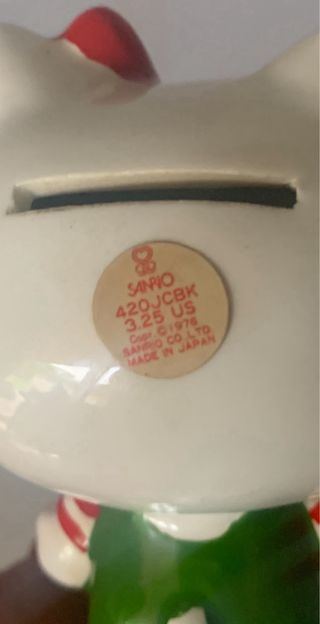 SANRIO
420JCBK
3.25 US
Copr. ©1976
SANRIO CO., LTD.
MADE IN JAPAN